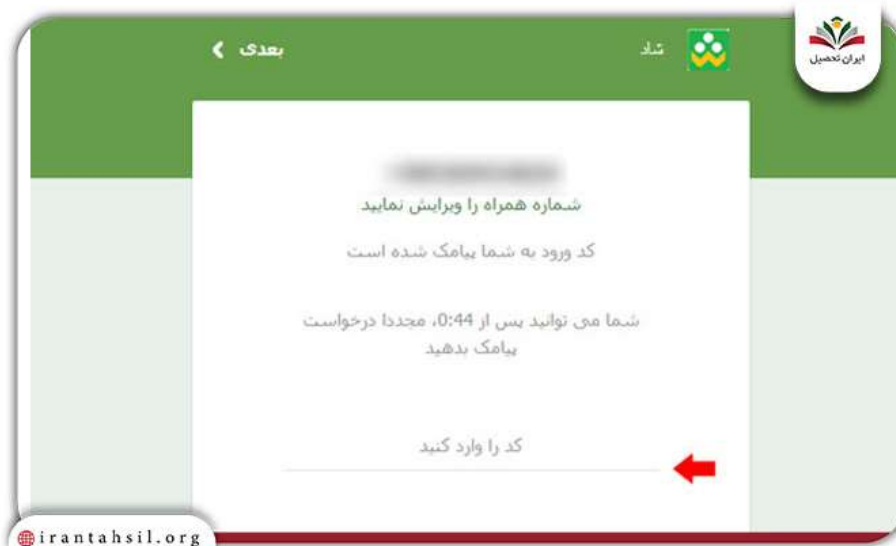 ایران تحصیل
شاد
بعدی
شماره همراه را ویرایش نمایید
کد ورود به شما پیامک شده است
شما می توانید پس از 0:44، مجددا درخواست
پیامک بدهید
کد را وارد کنید
irantahsil.org